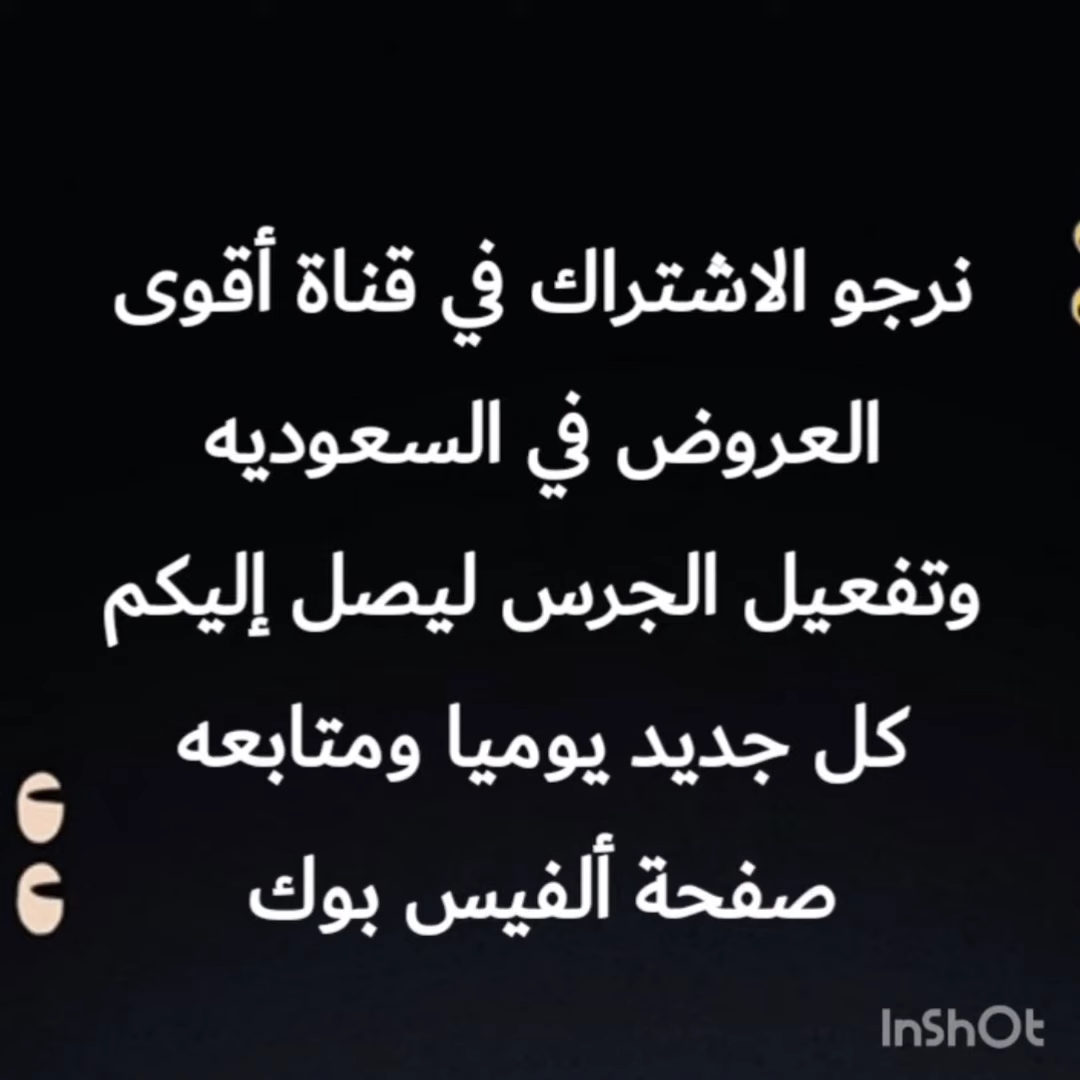 نرجو الاشتراك في قناة أقوى
العروض في السعوديه
وتفعيل الجرس ليصل إليكم
كل جديد يوميا ومتابعه
صفحة ألفيس بوك
InShOt